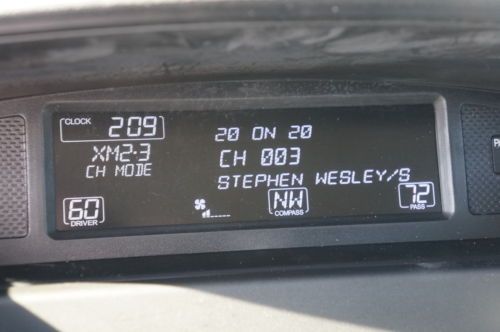 CLOCK 209
20 ON 20
XM2-3
CH 003
CH MODE
STEPHEN WESLEY/S
60
DRIVER
NW
COMPASS
72
PASS